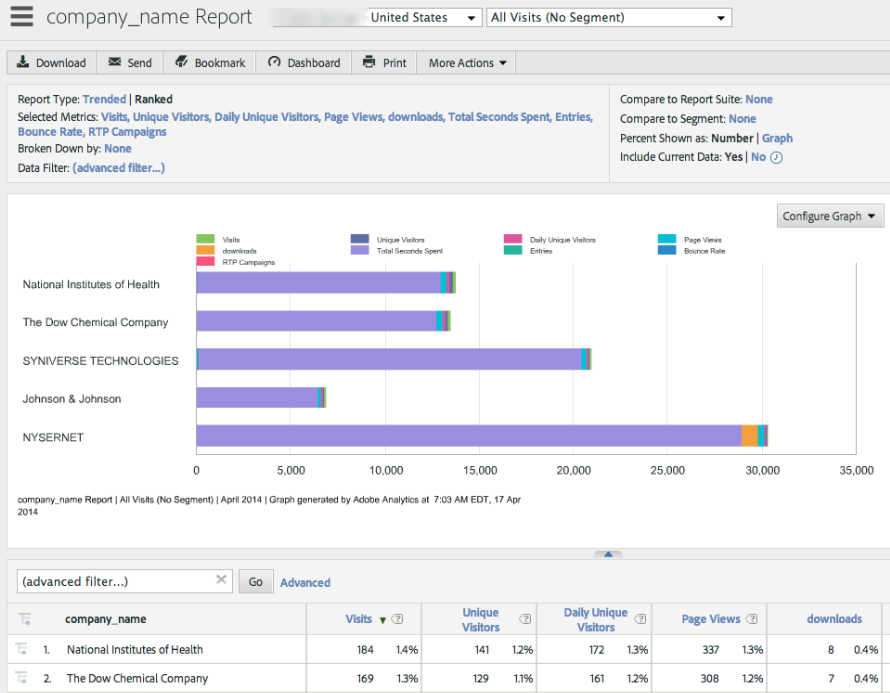 company_name Report United States All Visits (No Segment)
Download Send Bookmark Dashboard Print More Actions
Report Type: Trended | Ranked
Selected Metrics: Visits, Unique Visitors, Daily Unique Visitors, Page Views, downloads, Total Seconds Spent, Entries,
Bounce Rate, RTP Campaigns
Broken Down by: None
Data Filter: (advanced filter...)
Compare to Report Suite: None
Compare to Segment: None
Percent Shown as: Number | Graph
Include Current Data: Yes | No
Configure Graph
Visits Unique Visitors Daily Unique Visitors Page Views
downloads Total Seconds Spent Entries Bounce Rate
RTP Campaigns
National Institutes of Health
The Dow Chemical Company
SYNIVERSE TECHNOLOGIES
Johnson & Johnson
NYSERNET
0 5,000 10,000 15,000 20,000 25,000 30,000 35,000
company_name Report | All Visits (No Segment) | April 2014 | Graph generated by Adobe Analytics at 7:03 AM EDT, 17 Apr
2014
(advanced filter...) Go Advanced
company_name Visits ? Unique Visitors ? Daily Unique Visitors ? Page Views ? downloads
1. National Institutes of Health 184 1.4% 141 1.2% 172 1.3% 337 1.3% 8 0.4%
2. The Dow Chemical Company 169 1.3% 129 1.1% 161 1.2% 308 1.2% 7 0.4%